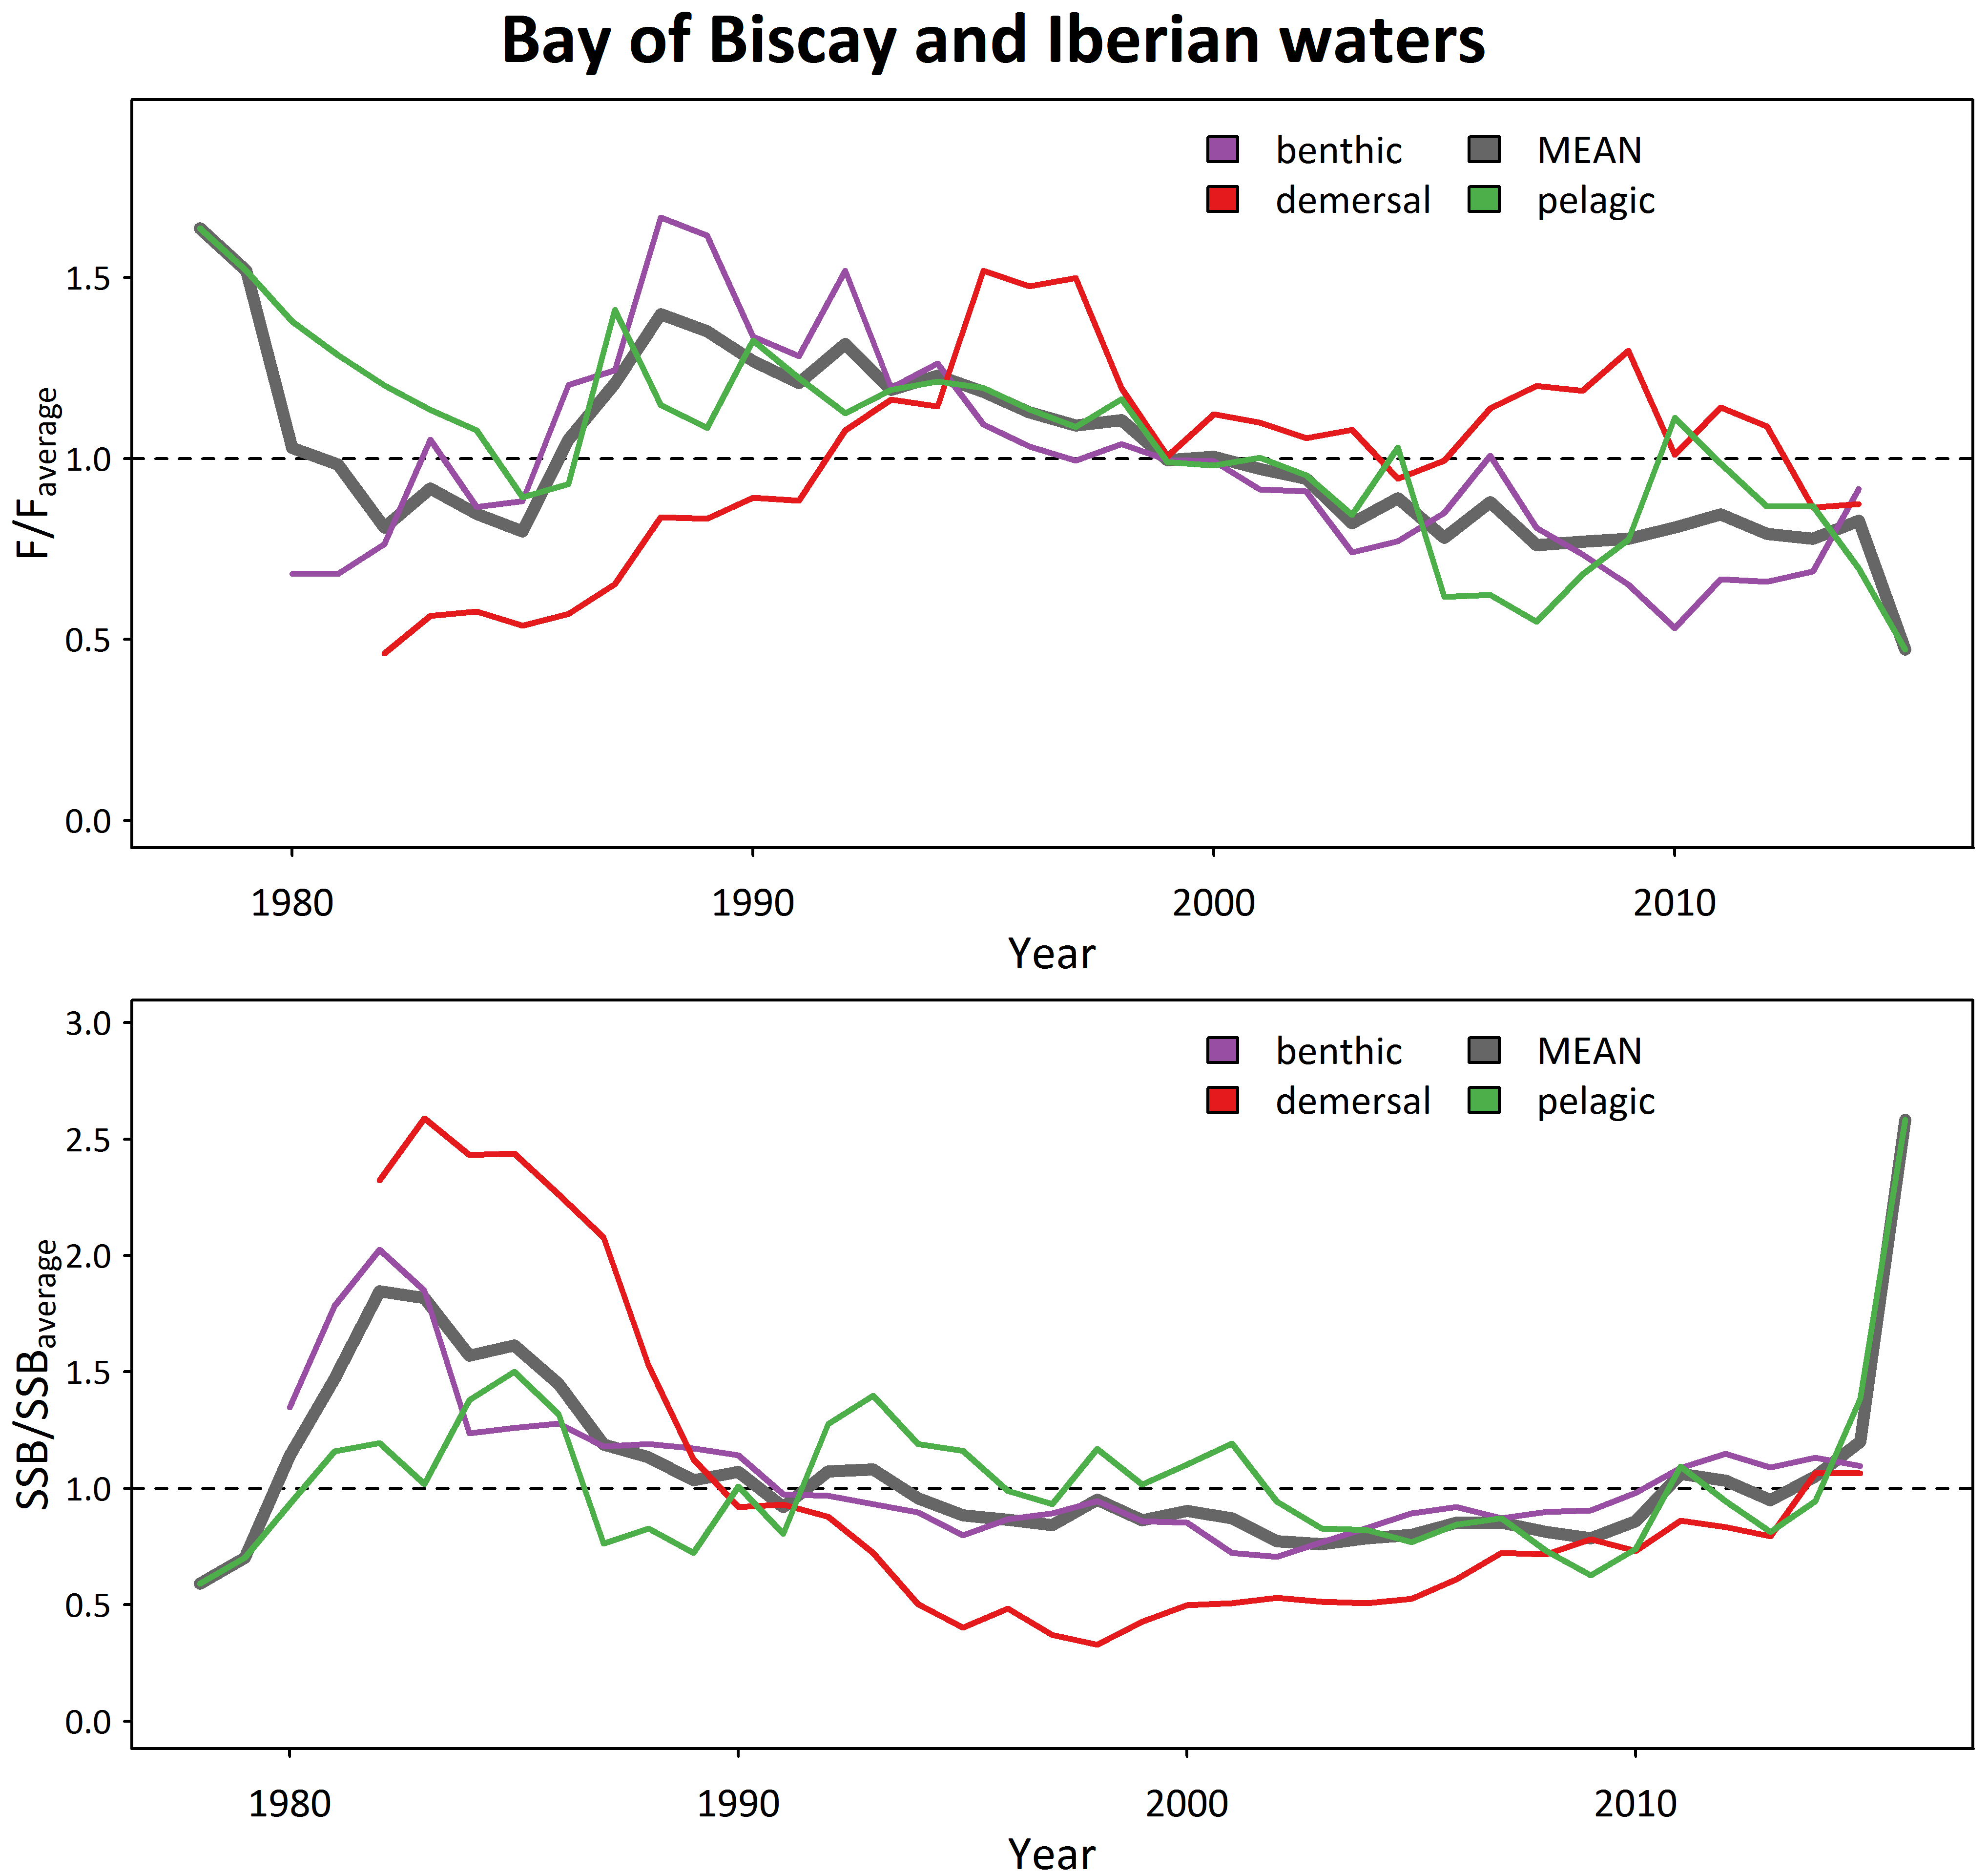 Bay of Biscay and Iberian waters
benthic MEAN
demersal pelagic
F/Faverage
1.5
1.0
0.5
0.0
1980 1990 2000 2010
Year
benthic MEAN
demersal pelagic
SSB/SSBaverage
3.0
2.5
2.0
1.5
1.0
0.5
0.0
1980 1990 2000 2010
Year